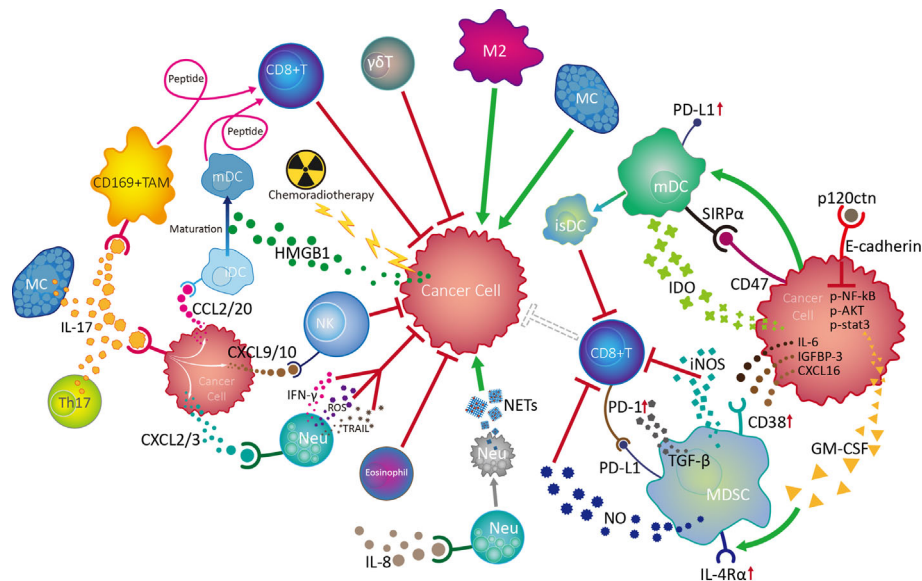 Peptide
CD8+T
γδT
M2
MC
PD-L1↑
Peptide
CD169+TAM
mDC
Chemoradiotherapy
mDC
p120ctn
Maturation
HMGB1
isDC
SIRPα
E-cadherin
iDC
MC
CCL2/20
Cancer Cell
IDO
CD47
Cancer
Cell
p-NF-kB
p-AKT
p-stat3
IL-17
NK
CXCL9/10
CD8+T
iNOS
IL-6
IGFBP-3
CXCL16
Cancer
Cell
Th17
IFN-γ
ROS
TRAIL
NETs
PD-1↑
CD38↑
CXCL2/3
Neu
Neu
PD-L1
TGF-β
GM-CSF
Eosinophil
MDSC
NO
IL-8
Neu
IL-4Rα↑